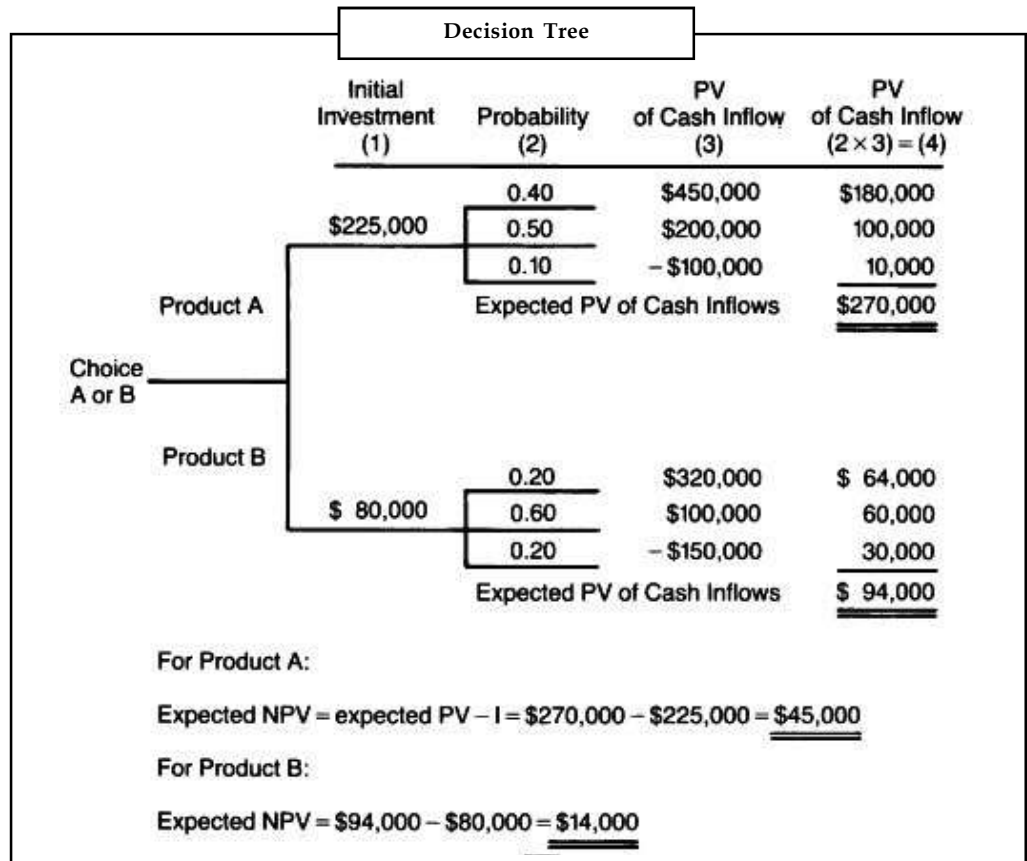 Decision Tree
Initial Investment (1) Probability (2) PV of Cash Inflow (3) PV of Cash Inflow (2 × 3) = (4)
0.40 $450,000 $180,000
$225,000 0.50 $200,000 100,000
0.10 – $100,000 10,000
Product A Expected PV of Cash Inflows $270,000
Choice
A or B
Product B
0.20 $320,000 $ 64,000
$ 80,000 0.60 $100,000 60,000
0.20 – $150,000 30,000
Expected PV of Cash Inflows $ 94,000
For Product A:
Expected NPV = expected PV – I = $270,000 – $225,000 = $45,000
For Product B:
Expected NPV = $94,000 – $80,000 = $14,000